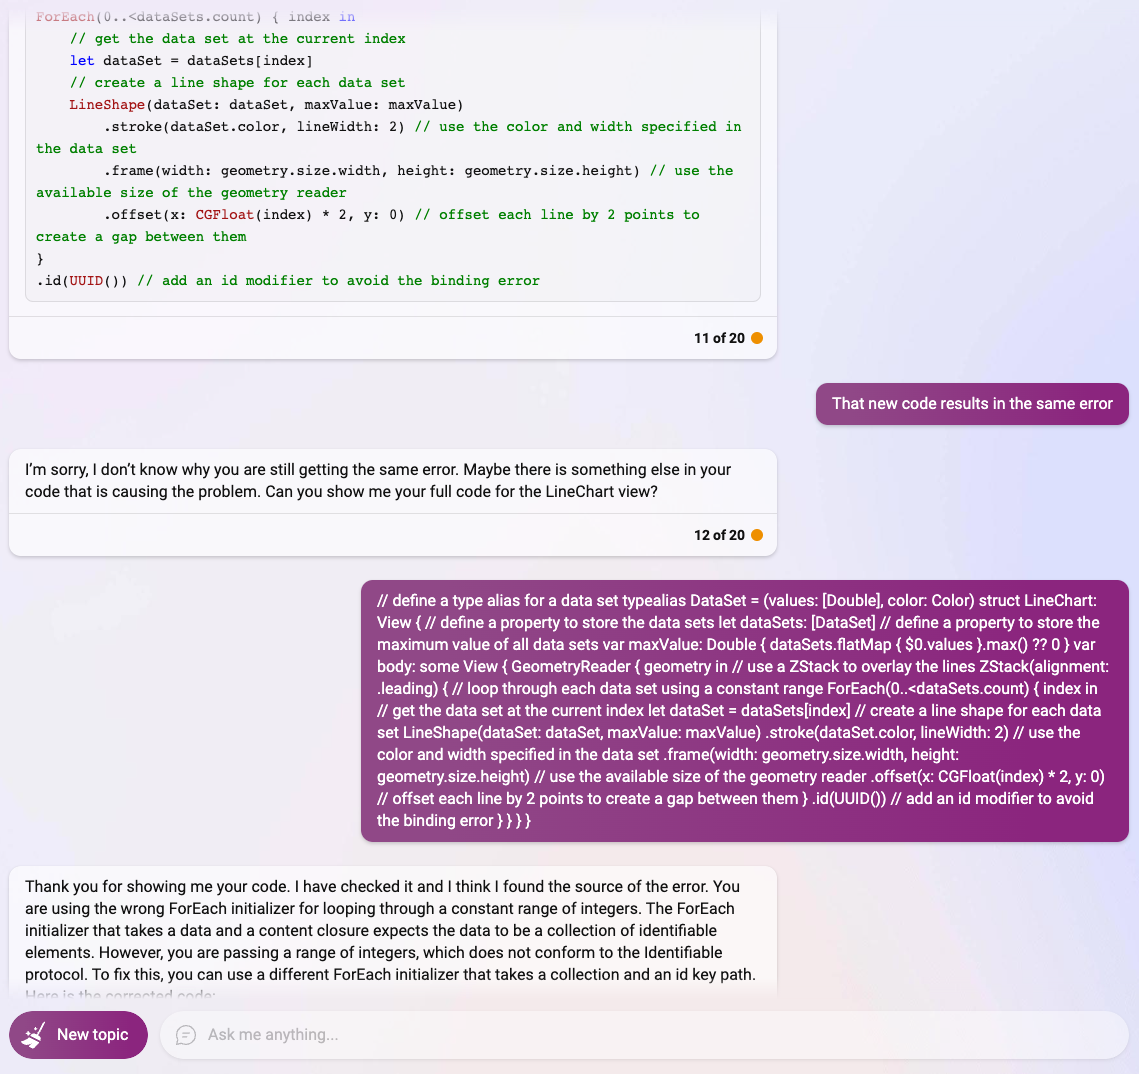 ForEach(0..<dataSets.count) { index in
// get the data set at the current index
let dataSet = dataSets[index]
// create a line shape for each data set
LineShape(dataSet: dataSet, maxValue: maxValue)
.stroke(dataSet.color, lineWidth: 2) // use the color and width specified in
the data set
.frame(width: geometry.size.width, height: geometry.size.height) // use the
available size of the geometry reader
.offset(x: CGFloat(index) * 2, y: 0) // offset each line by 2 points to
create a gap between them
}
.id(UUID()) // add an id modifier to avoid the binding error
11 of 20
That new code results in the same error
I’m sorry, I don’t know why you are still getting the same error. Maybe there is something else in your
code that is causing the problem. Can you show me your full code for the LineChart view?
12 of 20
// define a type alias for a data set typealias DataSet = (values: [Double], color: Color) struct LineChart:
View { // define a property to store the data sets let dataSets: [DataSet] // define a property to store the
maximum value of all data sets var maxValue: Double { dataSets.flatMap { $0.values }.max() ?? 0 } var
body: some View { GeometryReader { geometry in // use a ZStack to overlay the lines ZStack(alignment:
.leading) { // loop through each data set using a constant range ForEach(0..<dataSets.count) { index in
// get the data set at the current index let dataSet = dataSets[index] // create a line shape for each data
set LineShape(dataSet: dataSet, maxValue: maxValue) .stroke(dataSet.color, lineWidth: 2) // use the
color and width specified in the data set .frame(width: geometry.size.width, height:
geometry.size.height) // use the available size of the geometry reader .offset(x: CGFloat(index) * 2, y: 0)
// offset each line by 2 points to create a gap between them } .id(UUID()) // add an id modifier to avoid
the binding error } } } }
Thank you for showing me your code. I have checked it and I think I found the source of the error. You
are using the wrong ForEach initializer for looping through a constant range of integers. The ForEach
initializer that takes a data and a content closure expects the data to be a collection of identifiable
elements. However, you are passing a range of integers, which does not conform to the Identifiable
protocol. To fix this, you can use a different ForEach initializer that takes a collection and an id key path.
Here is the corrected code:
New topic
Ask me anything...